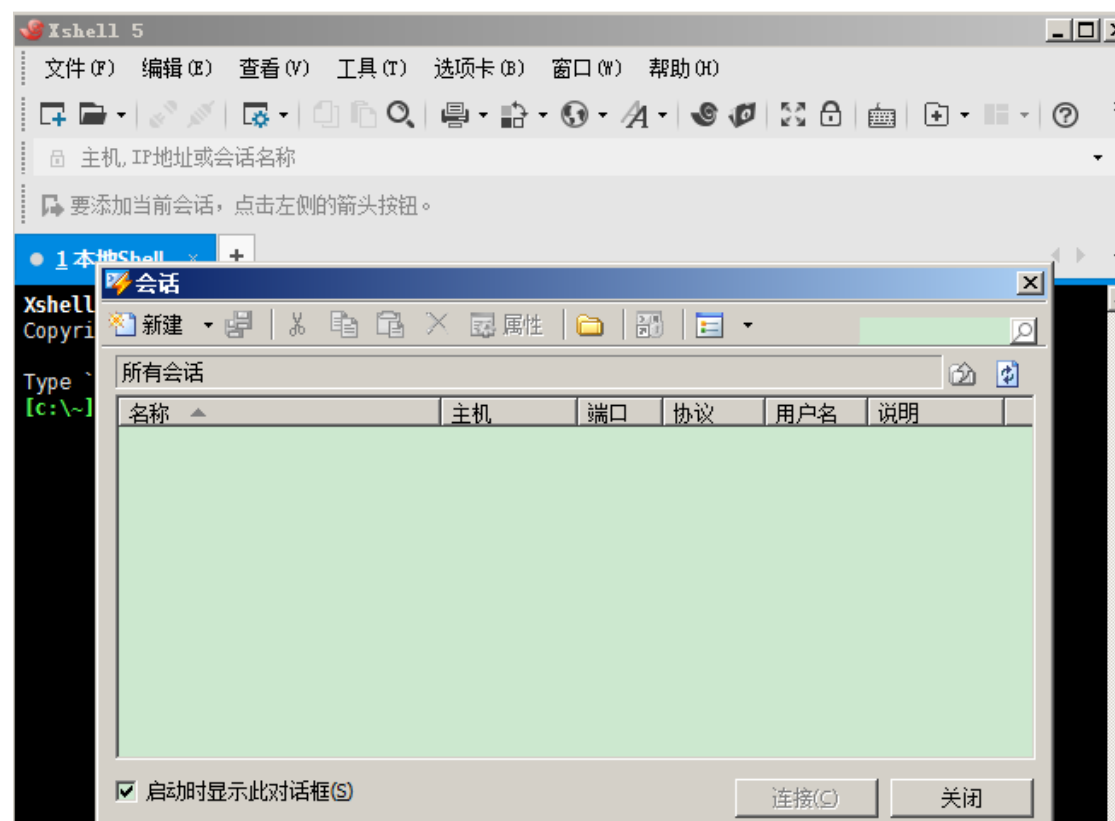 Xshell 5
文件(F) 编辑(E) 查看(V) 工具(T) 选项卡(B) 窗口(W) 帮助(H)
主机,IP地址或会话名称
要添加当前会话，点击左侧的箭头按钮。
1 本地Shell × +
会话
Xshell
新建 属性
Copyri
所有会话
Type `
名称 主机 端口 协议 用户名 说明
[c:\~]
启动时显示此对话框(S)
连接(C) 关闭